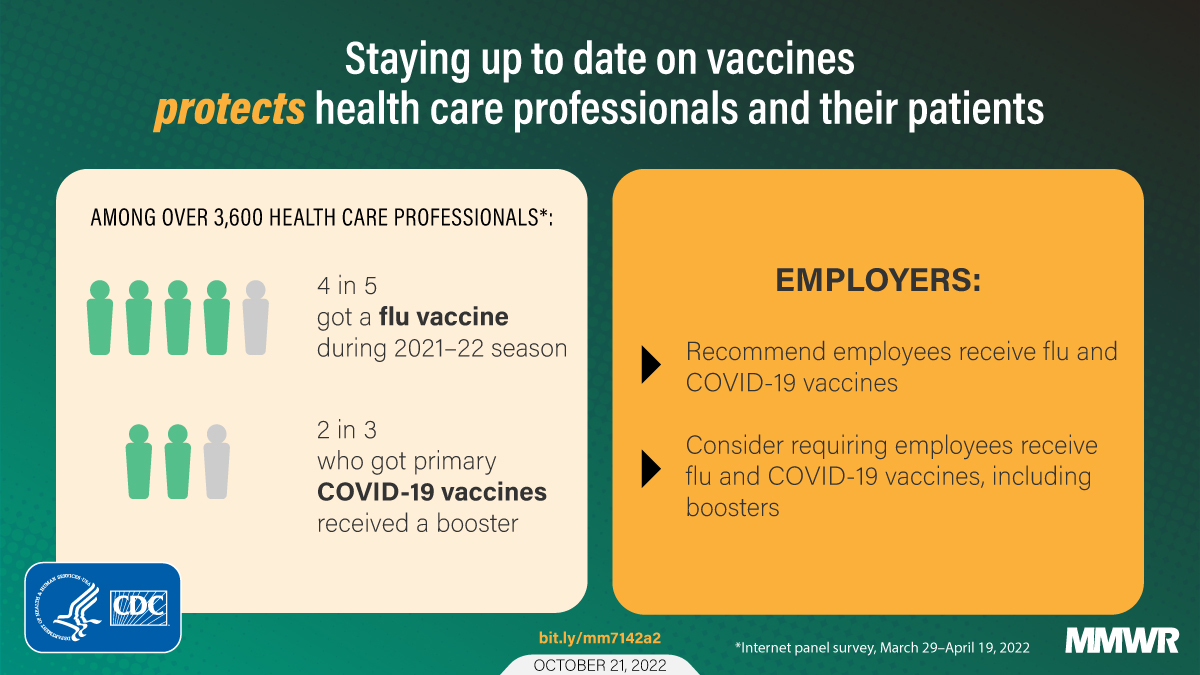 Staying up to date on vaccines
protects health care professionals and their patients
AMONG OVER 3,600 HEALTH CARE PROFESSIONALS*:
4 in 5
got a flu vaccine
during 2021–22 season
2 in 3
who got primary
COVID-19 vaccines
received a booster
EMPLOYERS:
Recommend employees receive flu and
COVID-19 vaccines
Consider requiring employees receive
flu and COVID-19 vaccines, including
boosters
DEPARTMENT OF HEALTH & HUMAN SERVICES USA
CDC
bit.ly/mm7142a2
OCTOBER 21, 2022
*Internet panel survey, March 29–April 19, 2022
MMWR